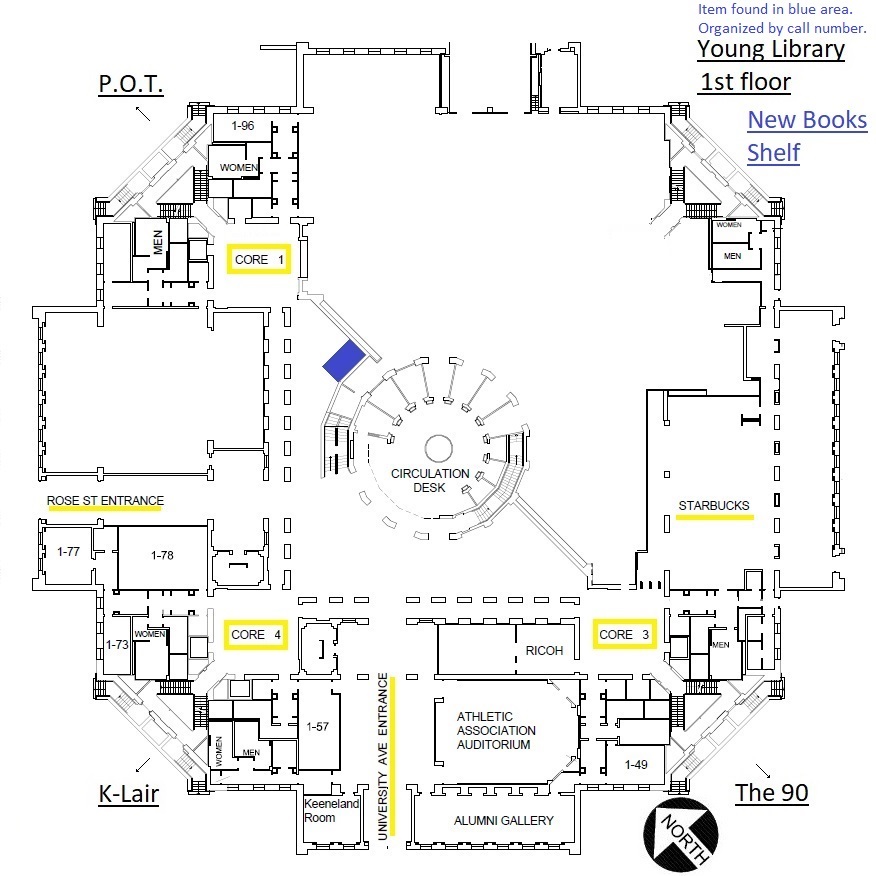 Item found in blue area.
Organized by call number.
Young Library
1st floor
New Books
Shelf
P.O.T.
1-96
WOMEN
MEN
CORE 1
WOMEN
MEN
CIRCULATION
DESK
ROSE ST ENTRANCE
STARBUCKS
1-77
1-78
1-73
WOMEN
CORE 4
RICOH
CORE 3
MEN
UNIVERSITY AVE ENTRANCE
1-57
WOMEN
MEN
ATHLETIC
ASSOCIATION
AUDITORIUM
1-49
K-Lair
Keeneland
Room
ALUMNI GALLERY
The 90
NORTH